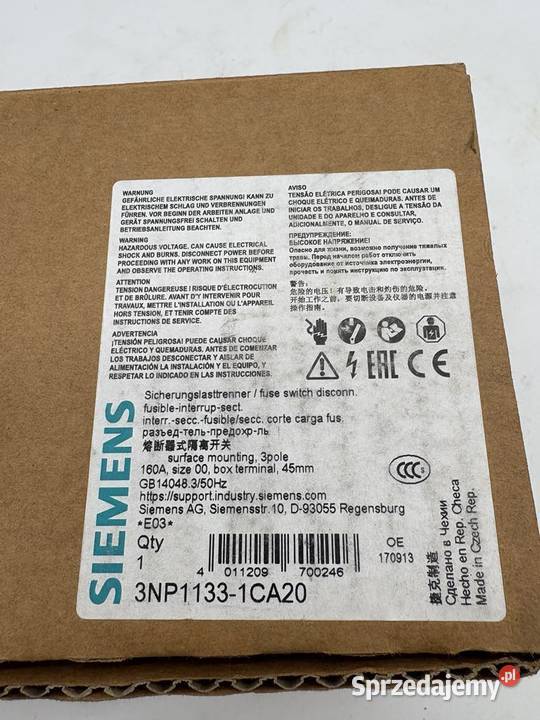 WARNUNG
GEFÄHRLICHE ELEKTRISCHE SPANNUNG! KANN ZU
ELEKTRISCHEM SCHLAG UND VERBRENNUNGEN
FÜHREN. VOR BEGINN DER ARBEITEN ANLAGE UND
GERÄT SPANNUNGSFREI SCHALTEN UND
BETRIEBSANLEITUNG BEACHTEN.
WARNING
HAZARDOUS VOLTAGE. CAN CAUSE ELECTRICAL
SHOCK AND BURNS. DISCONNECT POWER BEFORE
PROCEEDING WITH ANY WORK ON THIS EQUIPMENT
AND OBSERVE THE OPERATING INSTRUCTIONS.
ATTENTION
TENSION DANGEREUSE ! RISQUE D'ÉLECTROCUTION
ET DE BRÛLURE. AVANT D'Y INTERVENIR POUR
TRAVAUX, METTRE L'INSTALLATION OU L'APPAREIL
HORS TENSION, ET TENIR COMPTE DES
INSTRUCTIONS DE SERVICE.
ADVERTENCIA
¡TENSIÓN PELIGROSA! PUEDE CAUSAR CHOQUE
ELÉCTRICO Y QUEMADURAS. ANTES DE COMENZAR
LOS TRABAJOS DESCONECTAR Y AISLAR DE
ALIMENTACIÓN LA INSTALACIÓN Y EL EQUIPO, Y
RESPETAR LO INDICADO EN LAS INSTRUCCIONES
AVISO
TENSÃO ELÉTRICA PERIGOSA! PODE CAUSAR UM
CHOQUE ELÉTRICO E QUEIMADURAS. ANTES DE
INICIAR OS TRABALHOS, DESLIGUE A TENSÃO DA
UNIDADE E DO APARELHO E CONSULTAR,
ADICIONALMENTE, O MANUAL DE SERVIÇO.
ПРЕДУПРЕЖДЕНИЕ:
ВЫСОКОЕ НАПРЯЖЕНИЕ!
Опасно для жизни, возможно получение тяжелых
травм. Перед началом работ отключить
оборудование от источника электроэнергии,
прочесть и понять инструкцию по эксплуатации.
警告:
危险的电压! 有导致电击和灼伤的危险。
开始工作之前, 要切断设备及仪器的电源并注意
操作指南。
EAC CE
SIEMENS
Sicherungslasttrenner / fuse switch disconn.
fusible-interrup-sect.
interr.-secc.-fusible/secc. corte carga fus.
разъед-тель-предохр-ль
熔断器式隔离开关
surface mounting, 3pole
160A, size 00, box terminal, 45mm
GB14048.3/50Hz
https://support.industry.siemens.com
Siemens AG, Siemensstr.10, D-93055 Regensburg
*E03*
CCC
Qty
1
OE
170913
4 011209 700246
3NP1133-1CA20
捷克制造
Сделано в Чехии
Hecho en Rep. Checa
Made in Czech Rep.
Sprzedajemy.pl